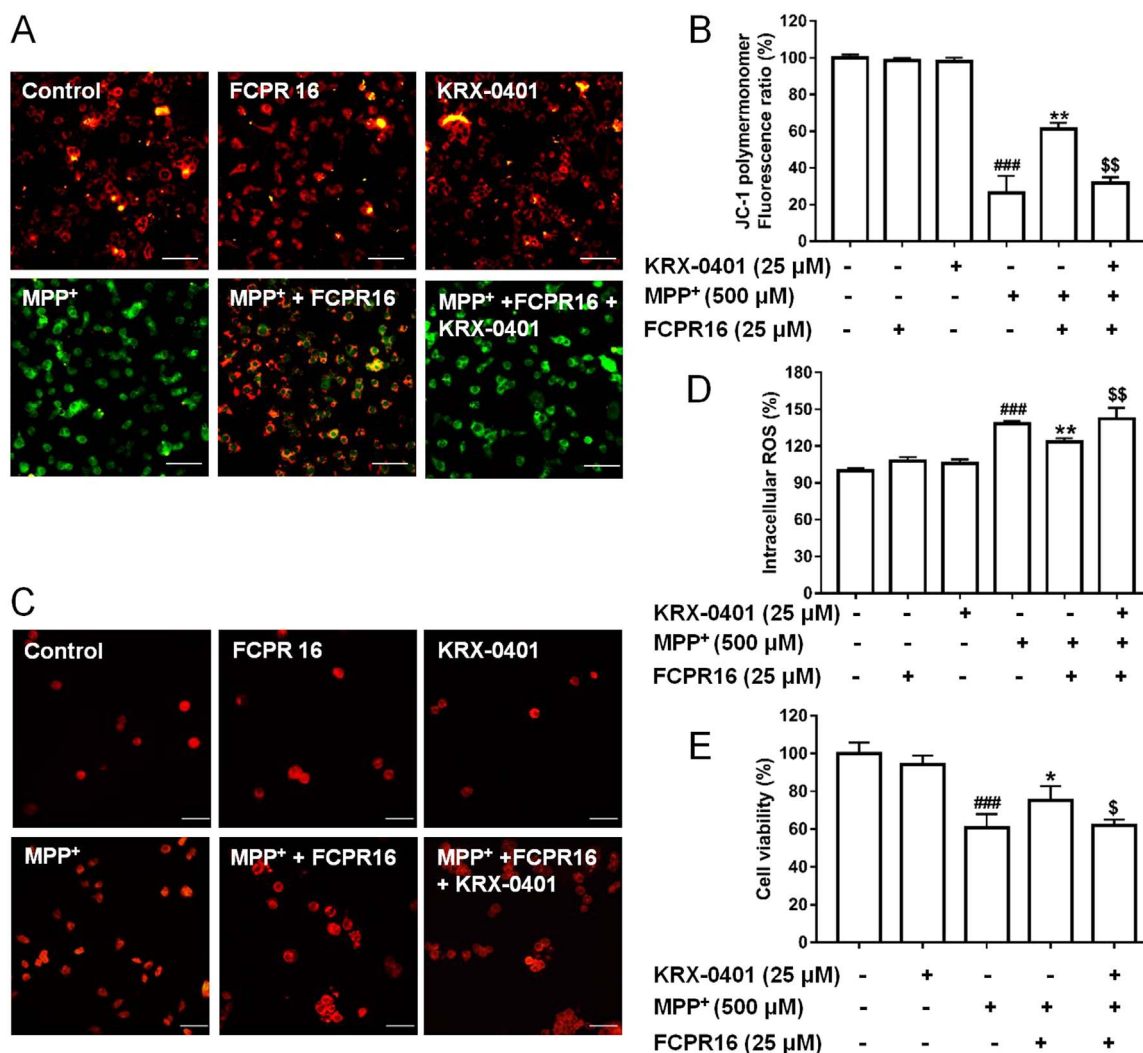 A
Control
FCPR 16
KRX-0401
MPP⁺
MPP⁺ + FCPR16
MPP⁺ +FCPR16 +
KRX-0401
B
JC-1 polymermomomer
Fluorescence ratio (%)
120
100
80
60
40
20
0
###
**
$$
KRX-0401 (25 µM) - - + - - +
MPP⁺ (500 µM) - - - + + +
FCPR16 (25 µM) - + - - + +
D
Intracellular ROS (%)
180
150
120
90
60
30
0
###
**
$$
KRX-0401 (25 µM) - - + - - +
MPP⁺ (500 µM) - - - + + +
FCPR16 (25 µM) - + - - + +
C
Control
FCPR 16
KRX-0401
MPP⁺
MPP⁺ + FCPR16
MPP⁺ +FCPR16
+ KRX-0401
E
Cell viability (%)
120
100
80
60
40
20
0
###
*
$
KRX-0401 (25 µM) - + - - +
MPP⁺ (500 µM) - - + + +
FCPR16 (25 µM) - - - + +